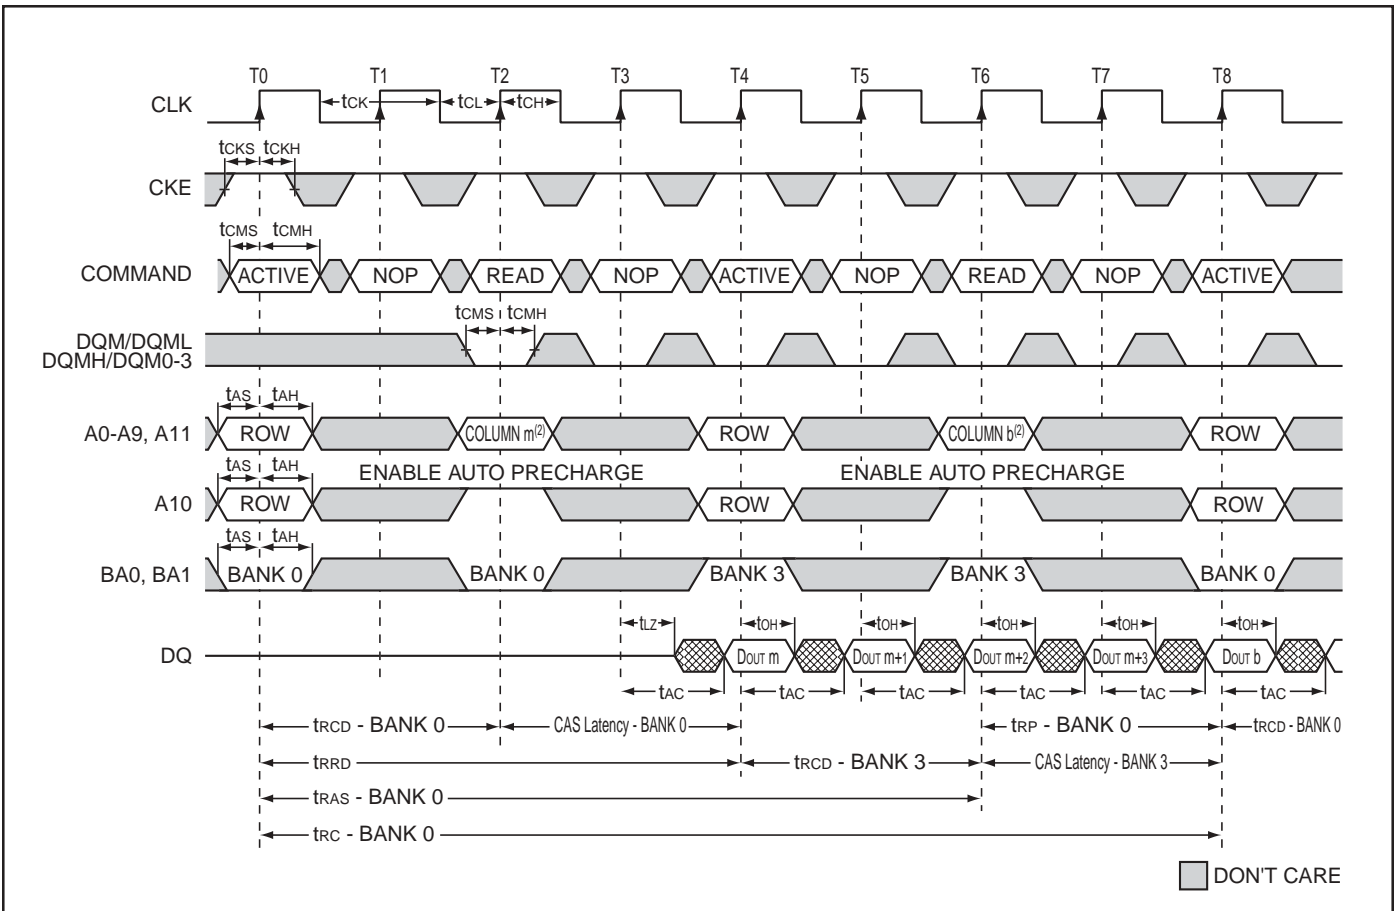 T0 T1 T2 T3 T4 T5 T6 T7 T8
CLK tCK tCL tCH
tCKS tCKH
CKE
tCMS tCMH
COMMAND ACTIVE NOP READ NOP ACTIVE NOP READ NOP ACTIVE
tCMS tCMH
DQM/DQML
DQMH/DQM0-3
tAS tAH
A0-A9, A11 ROW COLUMN m(2) ROW COLUMN b(2) ROW
tAS tAH ENABLE AUTO PRECHARGE ENABLE AUTO PRECHARGE
A10 ROW ROW ROW
tAS tAH
BA0, BA1 BANK 0 BANK 0 BANK 3 BANK 3 BANK 0
tLZ tOH tOH tOH tOH tOH
DQ DOUT m DOUT m+1 DOUT m+2 DOUT m+3 DOUT b
tAC tAC tAC tAC tAC tAC
tRCD - BANK 0 CAS Latency - BANK 0 tRP - BANK 0 tRCD - BANK 0
tRRD tRCD - BANK 3 CAS Latency - BANK 3
tRAS - BANK 0
tRC - BANK 0
DON'T CARE